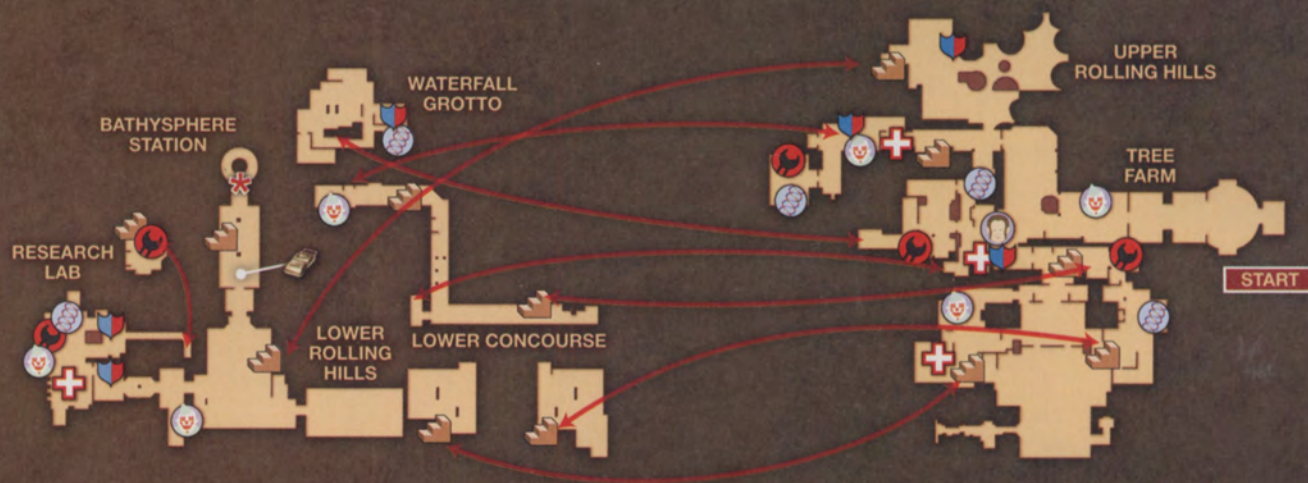 UPPER
ROLLING HILLS
WATERFALL
GROTTO
BATHYSPHERE
STATION
TREE
FARM
RESEARCH
LAB
START
LOWER
ROLLING
HILLS
LOWER CONCOURSE